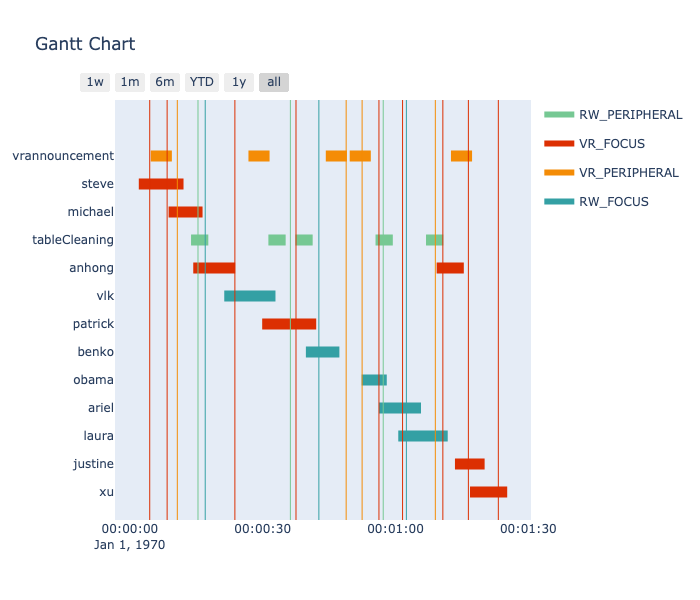 Gantt Chart
1w 1m 6m YTD 1y all
RW_PERIPHERAL
VR_FOCUS
VR_PERIPHERAL
RW_FOCUS
vrannouncement
steve
michael
tableCleaning
anhong
vlk
patrick
benko
obama
ariel
laura
justine
xu
00:00:00 00:00:30 00:01:00 00:01:30
Jan 1, 1970